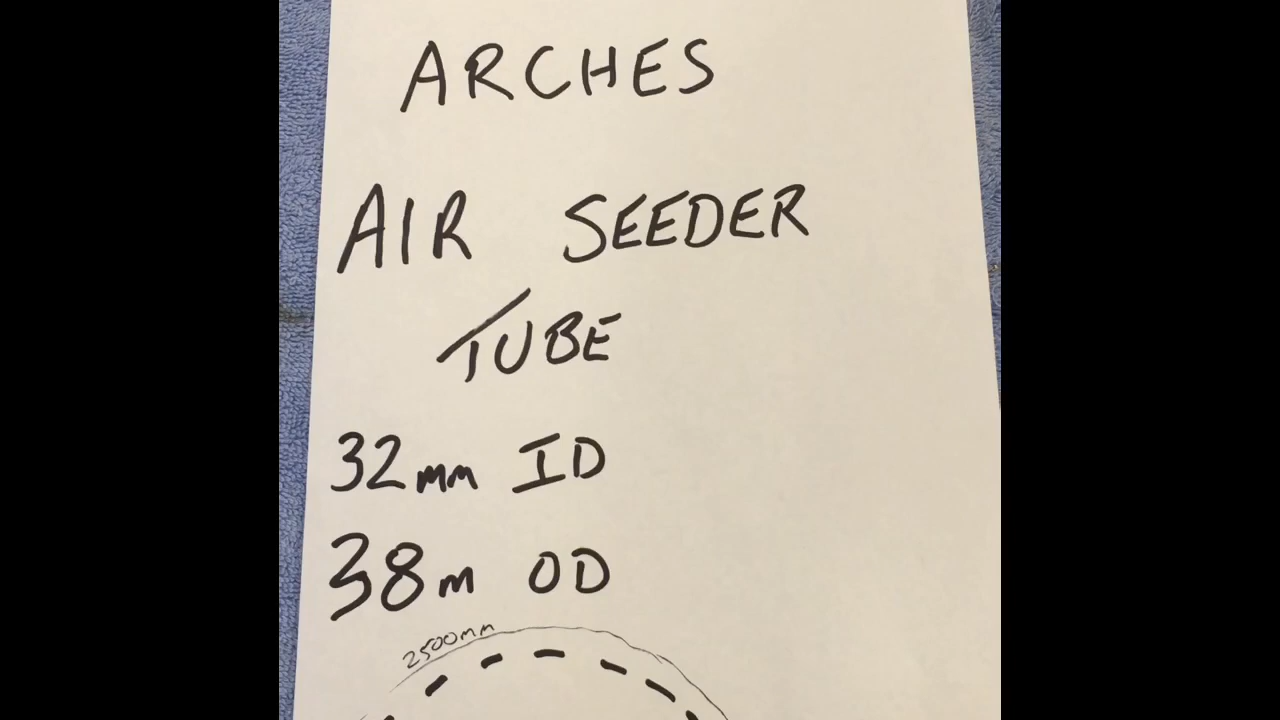 ARCHES
AIR SEEDER
TUBE
32mm ID
38m OD
2500mm